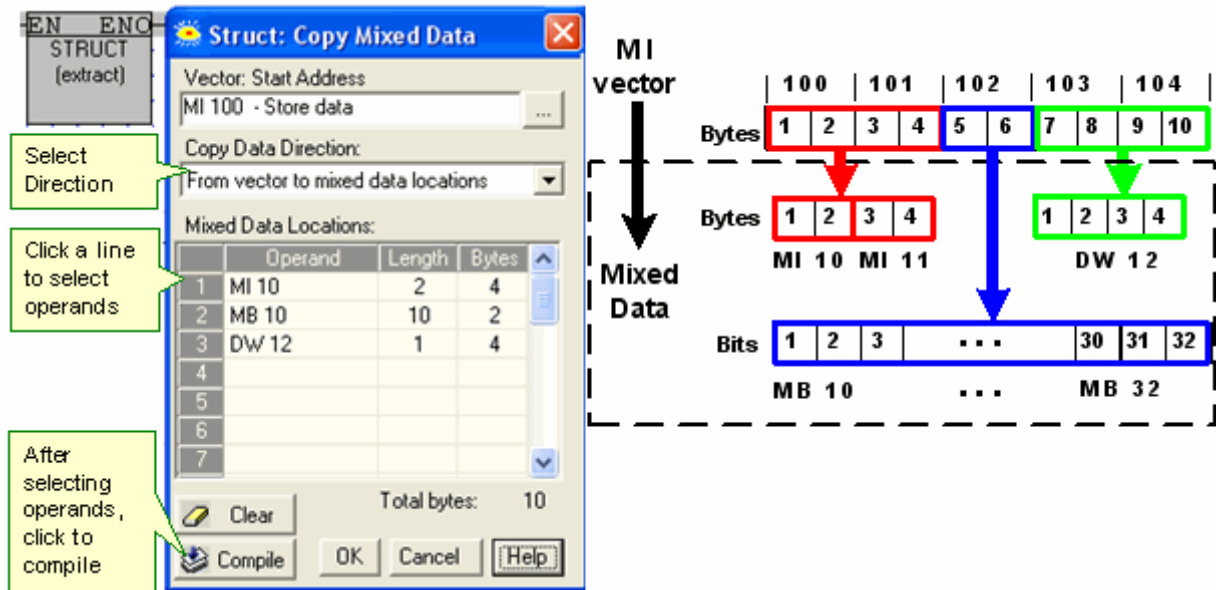 EN ENO
STRUCT
(extract)
Select
Direction
Click a line
to select
operands
After
selecting
operands,
click to
compile
Struct: Copy Mixed Data
Vector: Start Address
MI 100 - Store data
...
Copy Data Direction:
From vector to mixed data locations
Mixed Data Locations:
Operand Length Bytes
1 MI 10 2 4
2 MB 10 10 2
3 DW 12 1 4
4
5
6
7
Total bytes: 10
Clear
Compile OK Cancel Help
MI
vector
100 101 102 103 104
Bytes 1 2 3 4 5 6 7 8 9 10
Bytes 1 2 3 4 1 2 3 4
MI 10 MI 11 DW 12
Mixed
Data
Bits 1 2 3 ... 30 31 32
MB 10 ... MB 32